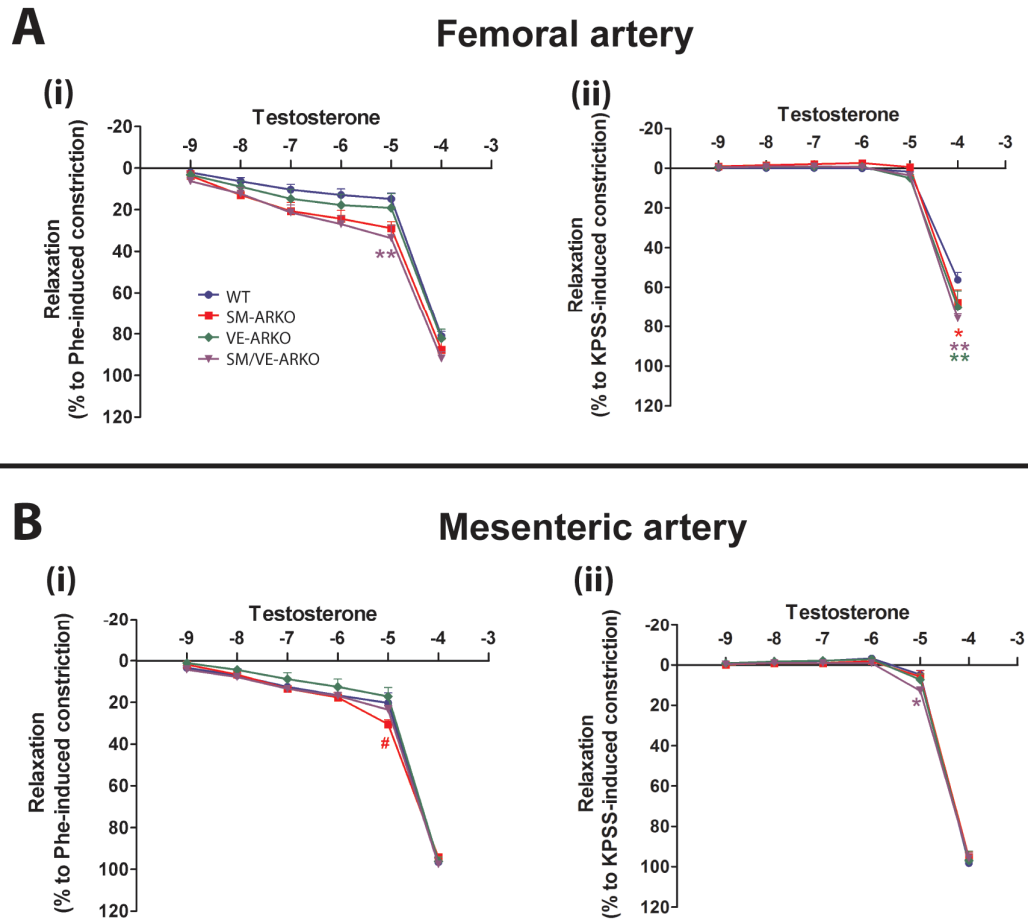 A
Femoral artery
(i)
Testosterone
-9 -8 -7 -6 -5 -4 -3
-20
0
20
40
60
80
100
120
Relaxation
(% to Phe-induced constriction)
**
WT
SM-ARKO
VE-ARKO
SM/VE-ARKO
(ii)
Testosterone
-9 -8 -7 -6 -5 -4 -3
-20
0
20
40
60
80
100
120
Relaxation
(% to KPSS-induced constriction)
*
**
**
B
Mesenteric artery
(i)
Testosterone
-9 -8 -7 -6 -5 -4 -3
-20
0
20
40
60
80
100
120
Relaxation
(% to Phe-induced constriction)
#
(ii)
Testosterone
-9 -8 -7 -6 -5 -4 -3
-20
0
20
40
60
80
100
120
Relaxation
(% to KPSS-induced constriction)
*